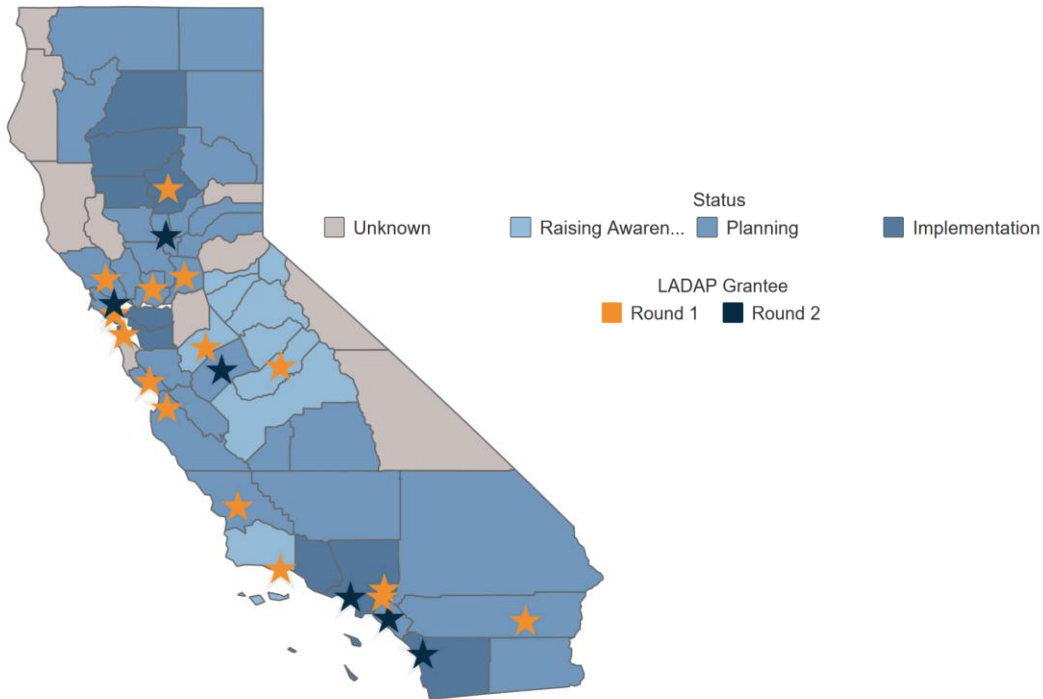 Status
Unknown
Raising Awaren...
Planning
Implementation
LADAP Grantee
Round 1
Round 2